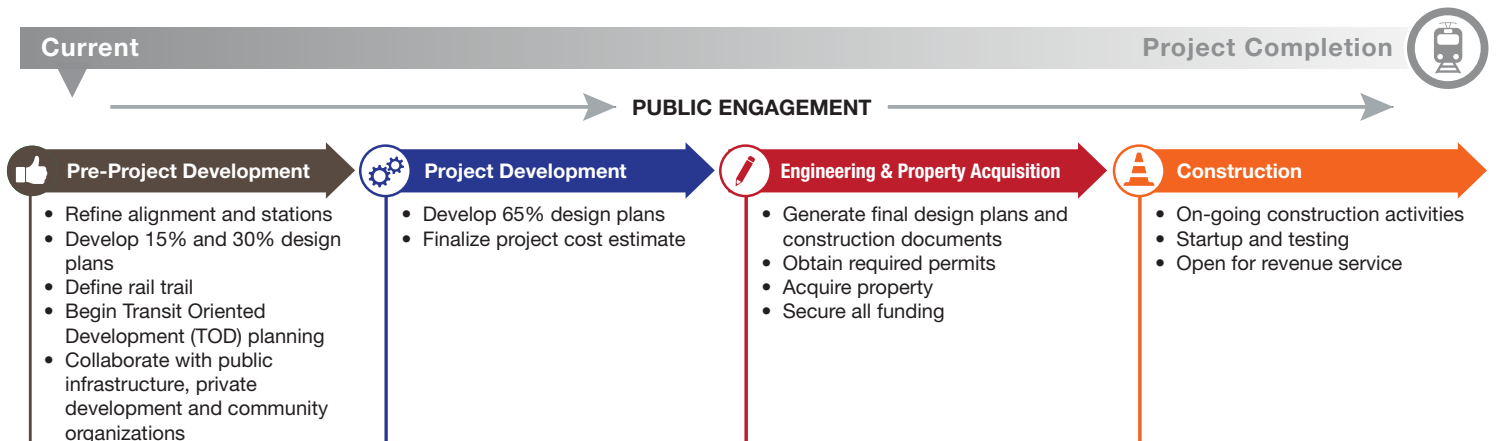 Current
Project Completion
PUBLIC ENGAGEMENT
Pre-Project Development
• Refine alignment and stations
• Develop 15% and 30% design
plans
• Define rail trail
• Begin Transit Oriented
Development (TOD) planning
• Collaborate with public
infrastructure, private
development and community
organizations
Project Development
• Develop 65% design plans
• Finalize project cost estimate
Engineering & Property Acquisition
• Generate final design plans and
construction documents
• Obtain required permits
• Acquire property
• Secure all funding
Construction
• On-going construction activities
• Startup and testing
• Open for revenue service